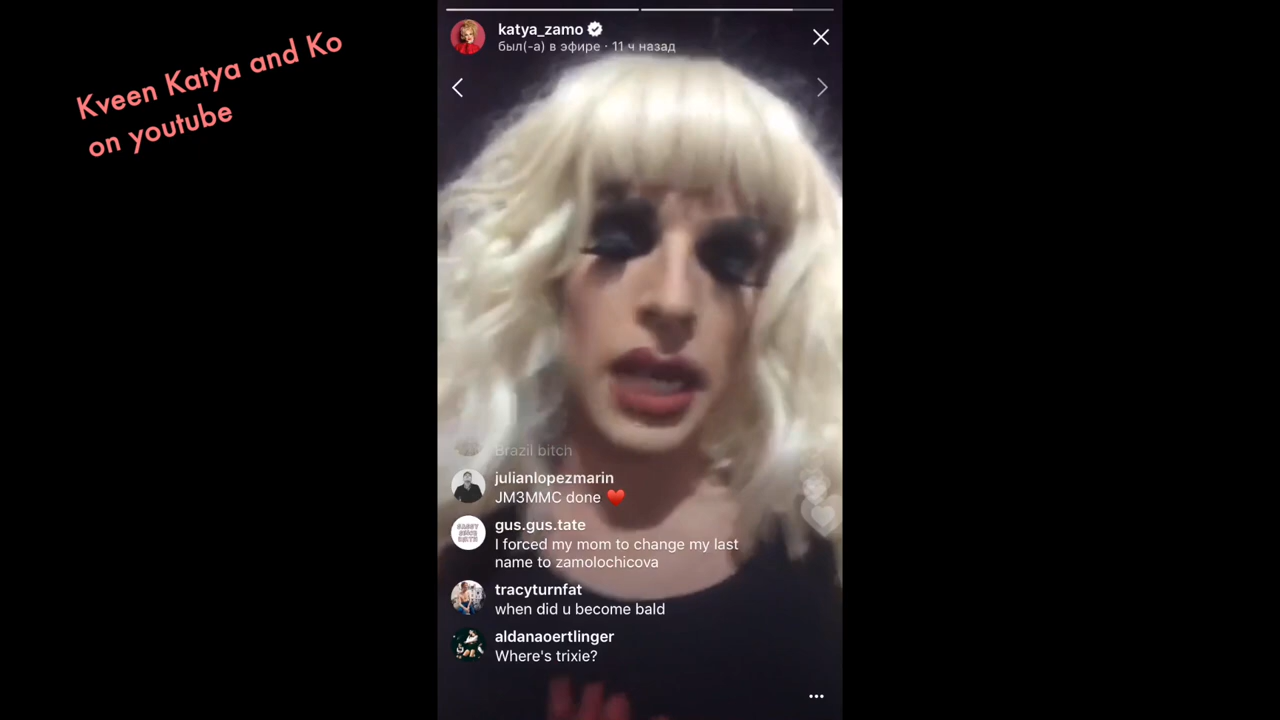 Kveen Katya and Ko
on youtube
katya_zamo
был(-а) в эфире · 11 ч назад
Brazil bitch
julianlopezmarin
JM3MMC done ❤️
gus.gus.tate
I forced my mom to change my last
name to zamolochicova
tracyturnfat
when did u become bald
aldanaoertlinger
Where's trixie?